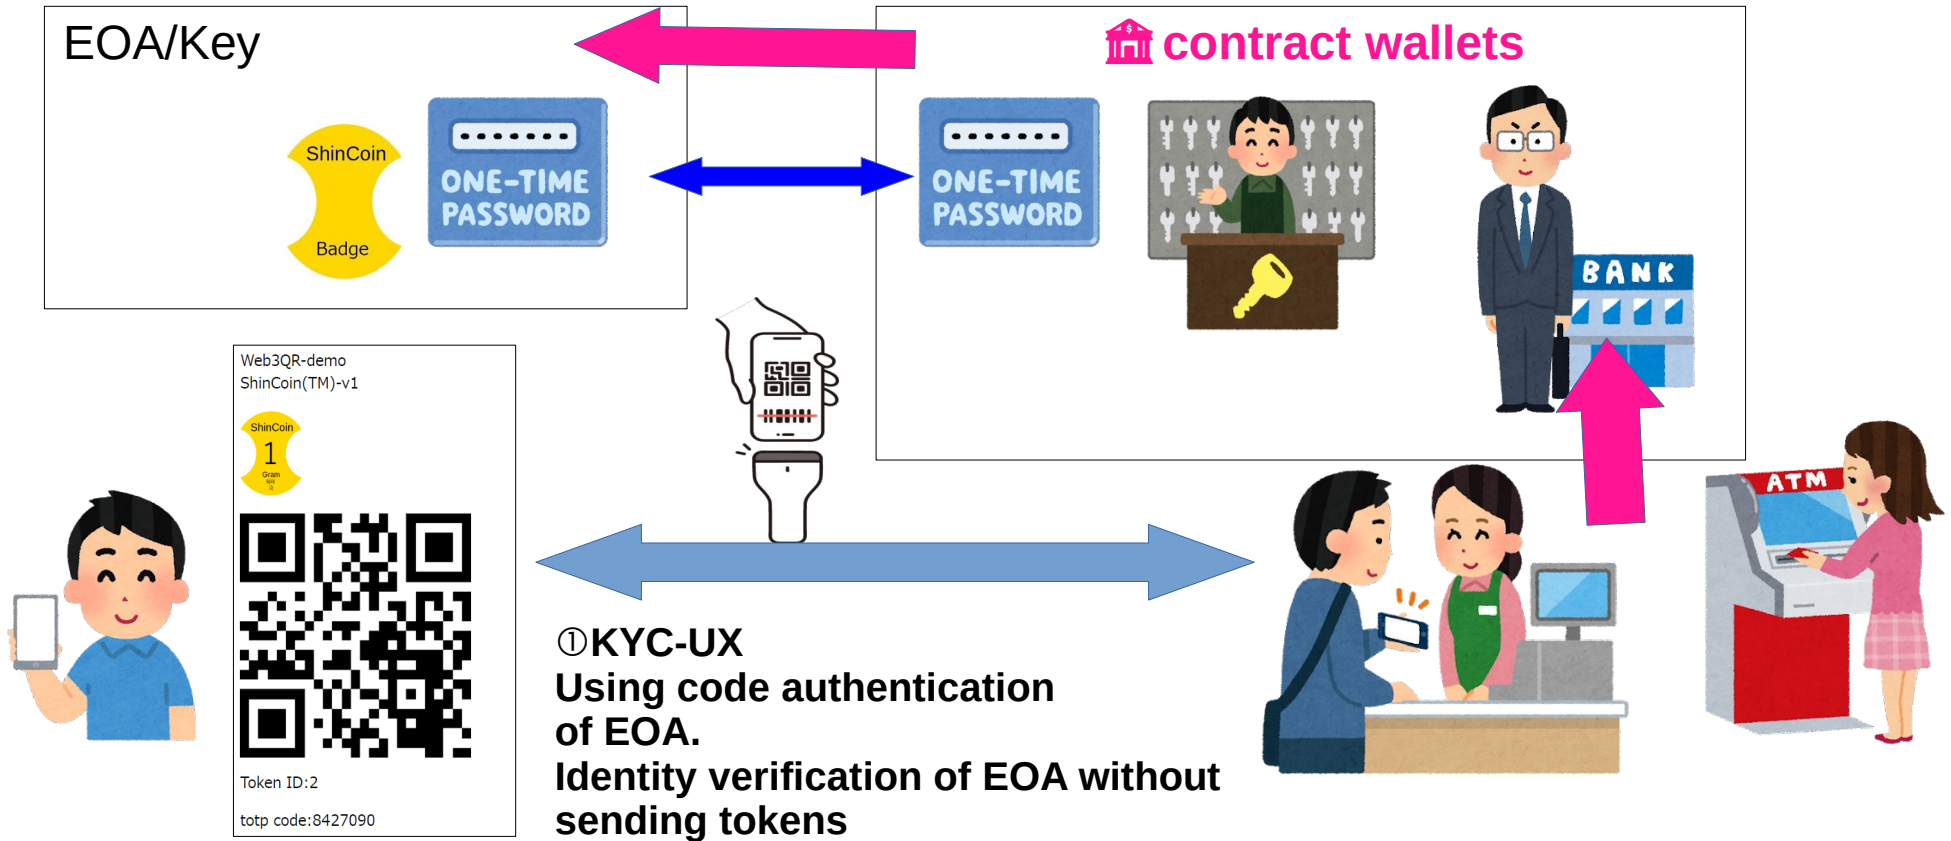 EOA/Key
contract wallets
ShinCoin
Badge
ONE-TIME
PASSWORD
ONE-TIME
PASSWORD
BANK
Web3QR-demo
ShinCoin(TM)-v1
ShinCoin
1
Gram
ATM
①KYC-UX
Using code authentication
of EOA.
Identity verification of EOA without
sending tokens
Token ID:2
totp code:8427090